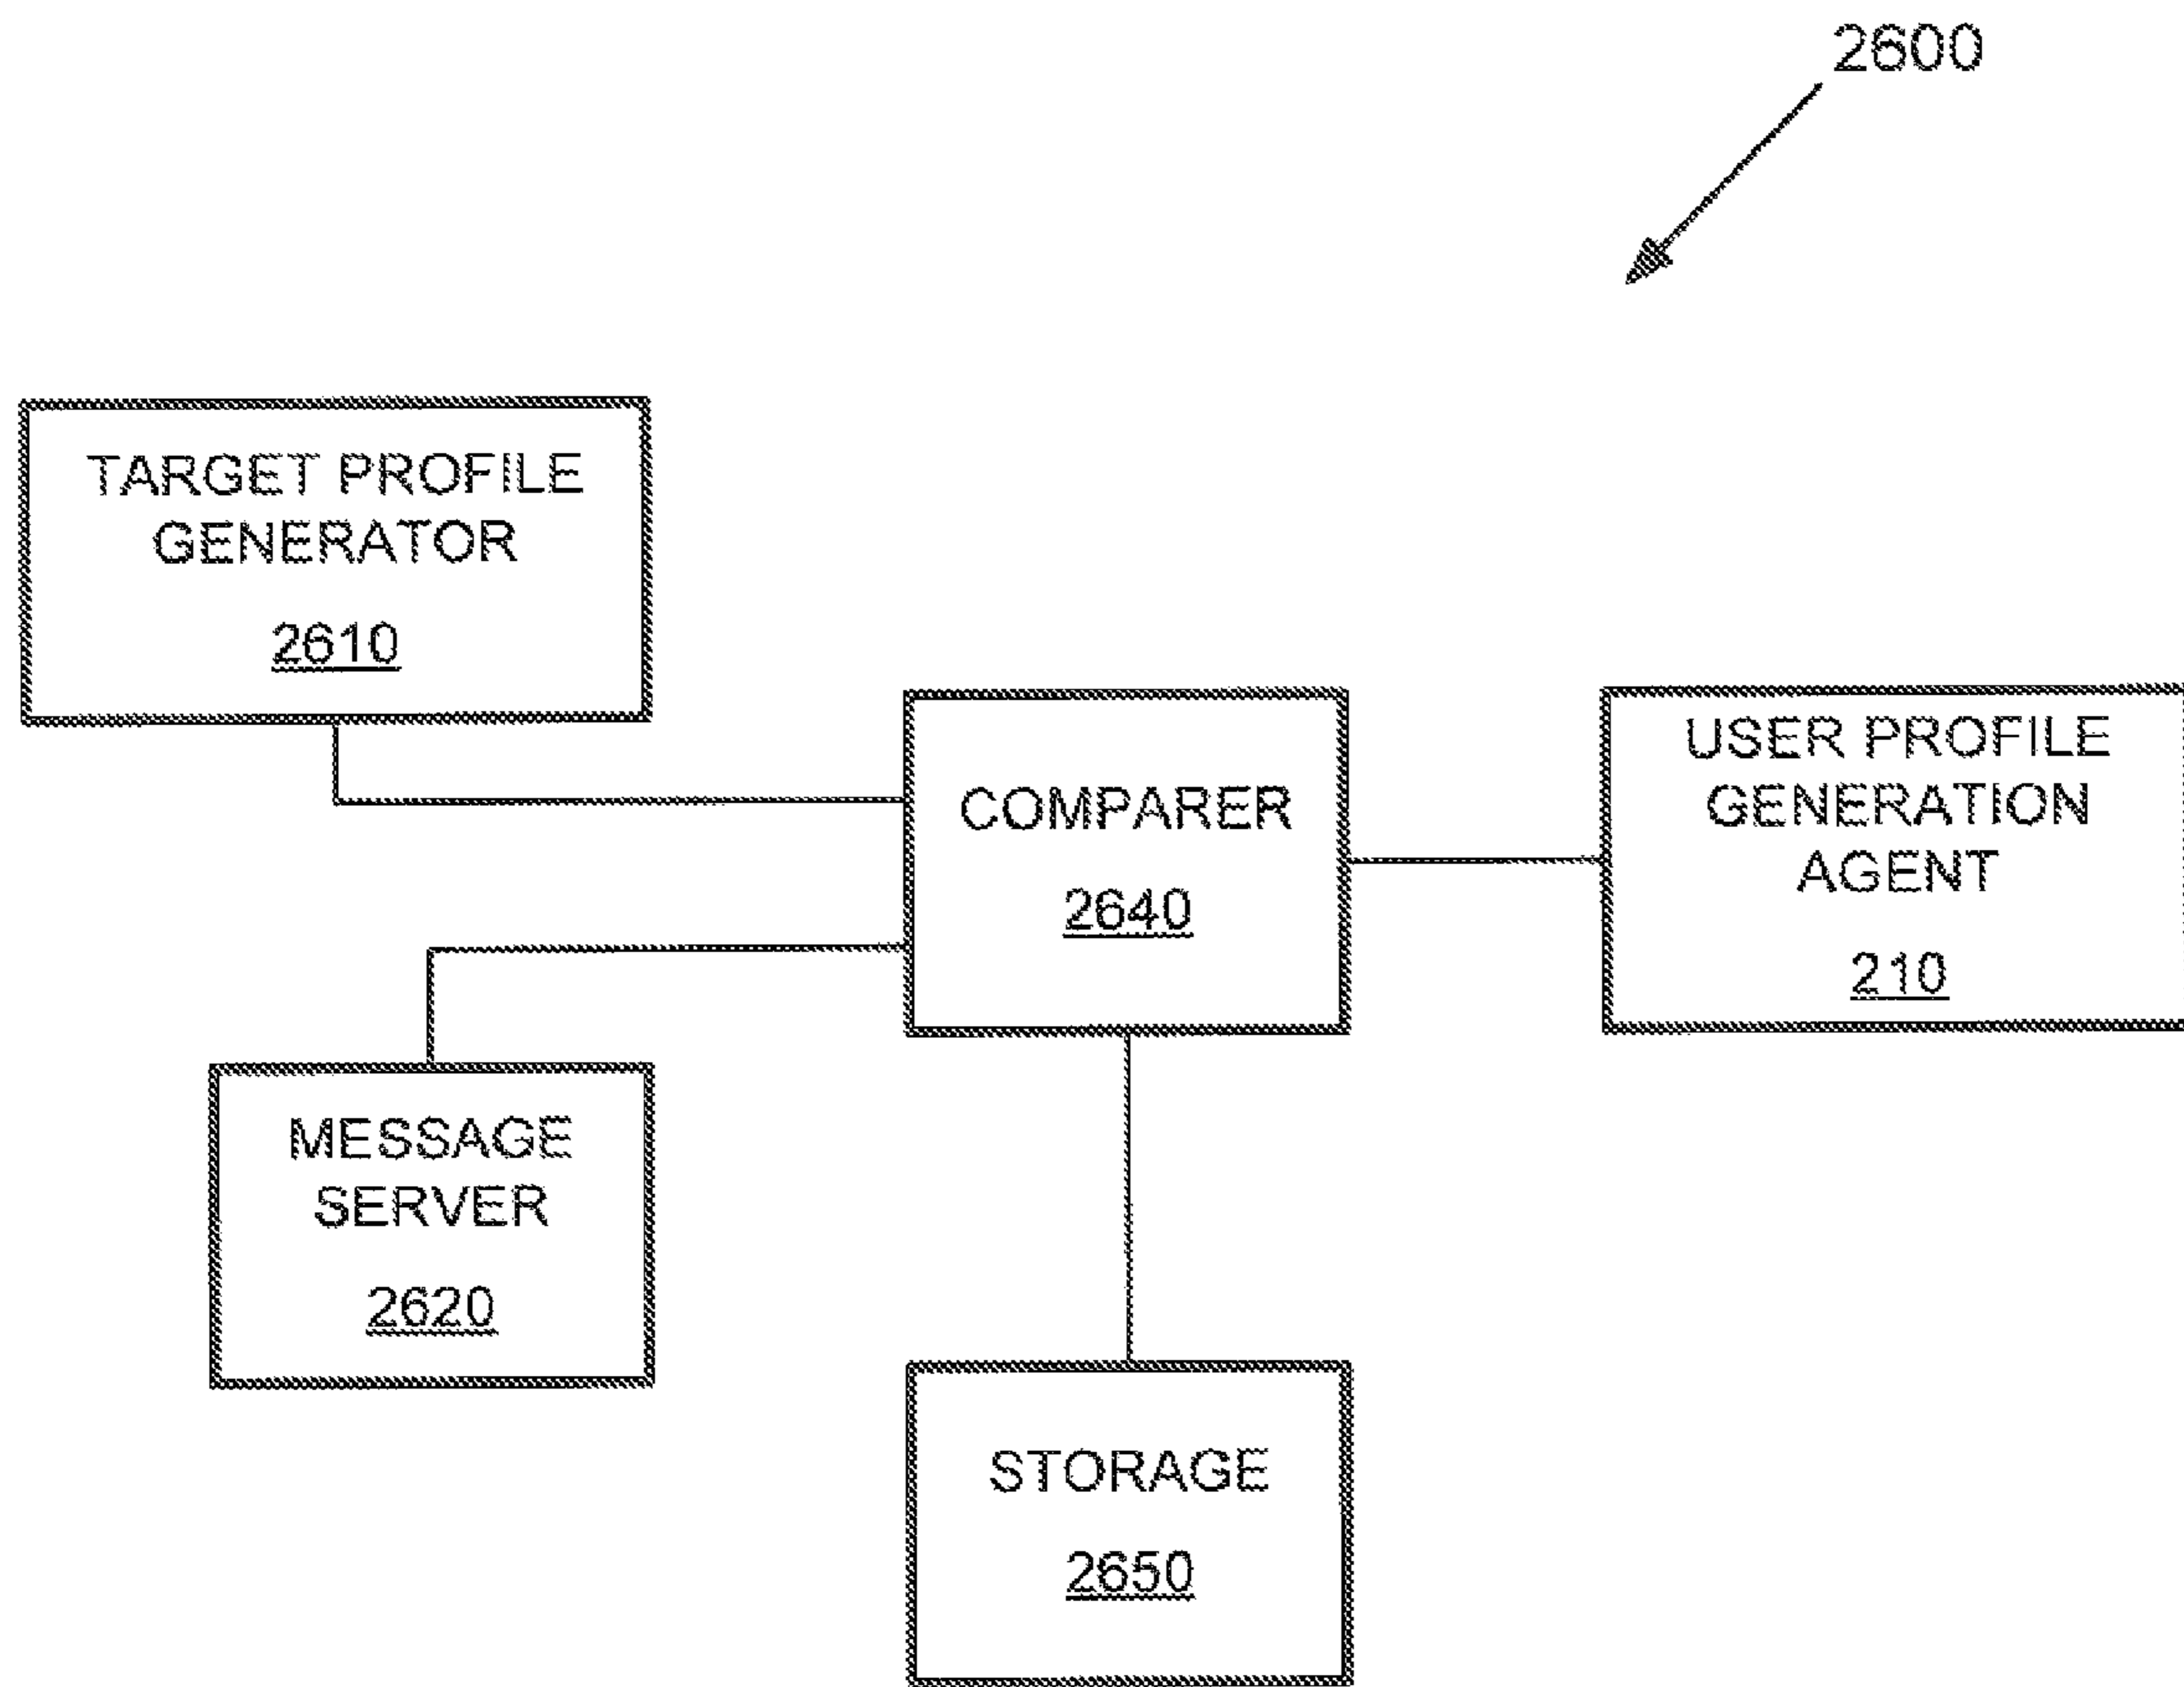 2600
TARGET PROFILE
GENERATOR
2610
COMPARER
2640
USER PROFILE
GENERATION
AGENT
210
MESSAGE
SERVER
2620
STORAGE
2650